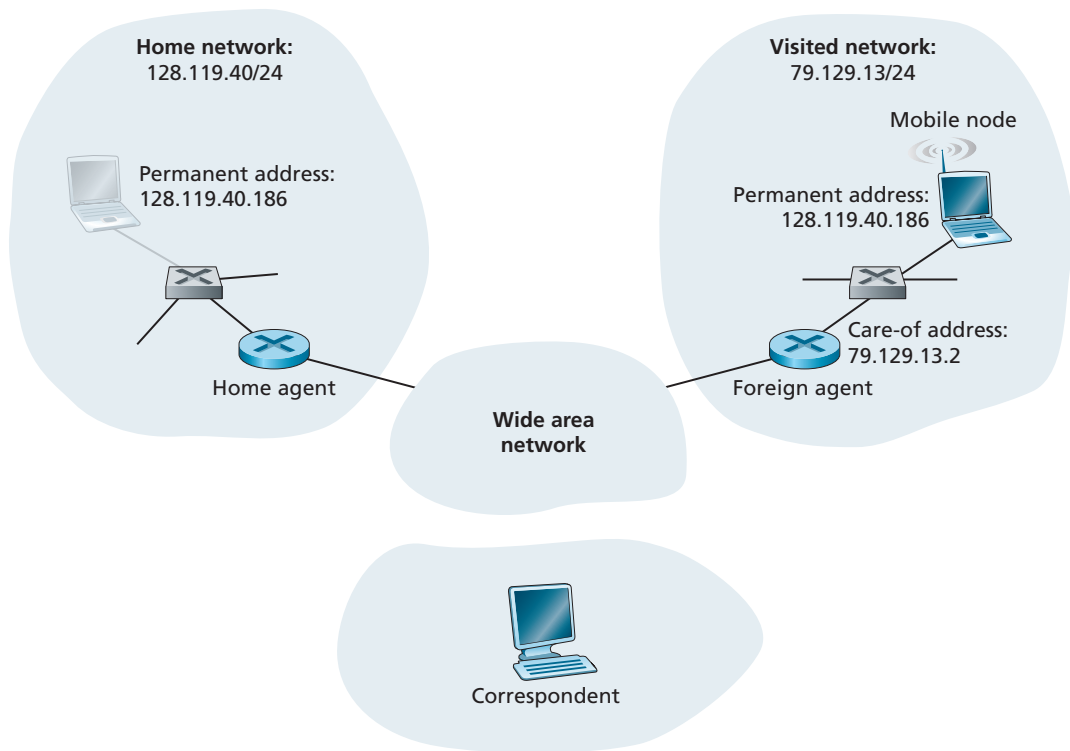 Home network:
128.119.40/24
Visited network:
79.129.13/24
Mobile node
Permanent address:
128.119.40.186
Permanent address:
128.119.40.186
Care-of address:
79.129.13.2
Home agent
Foreign agent
Wide area
network
Correspondent